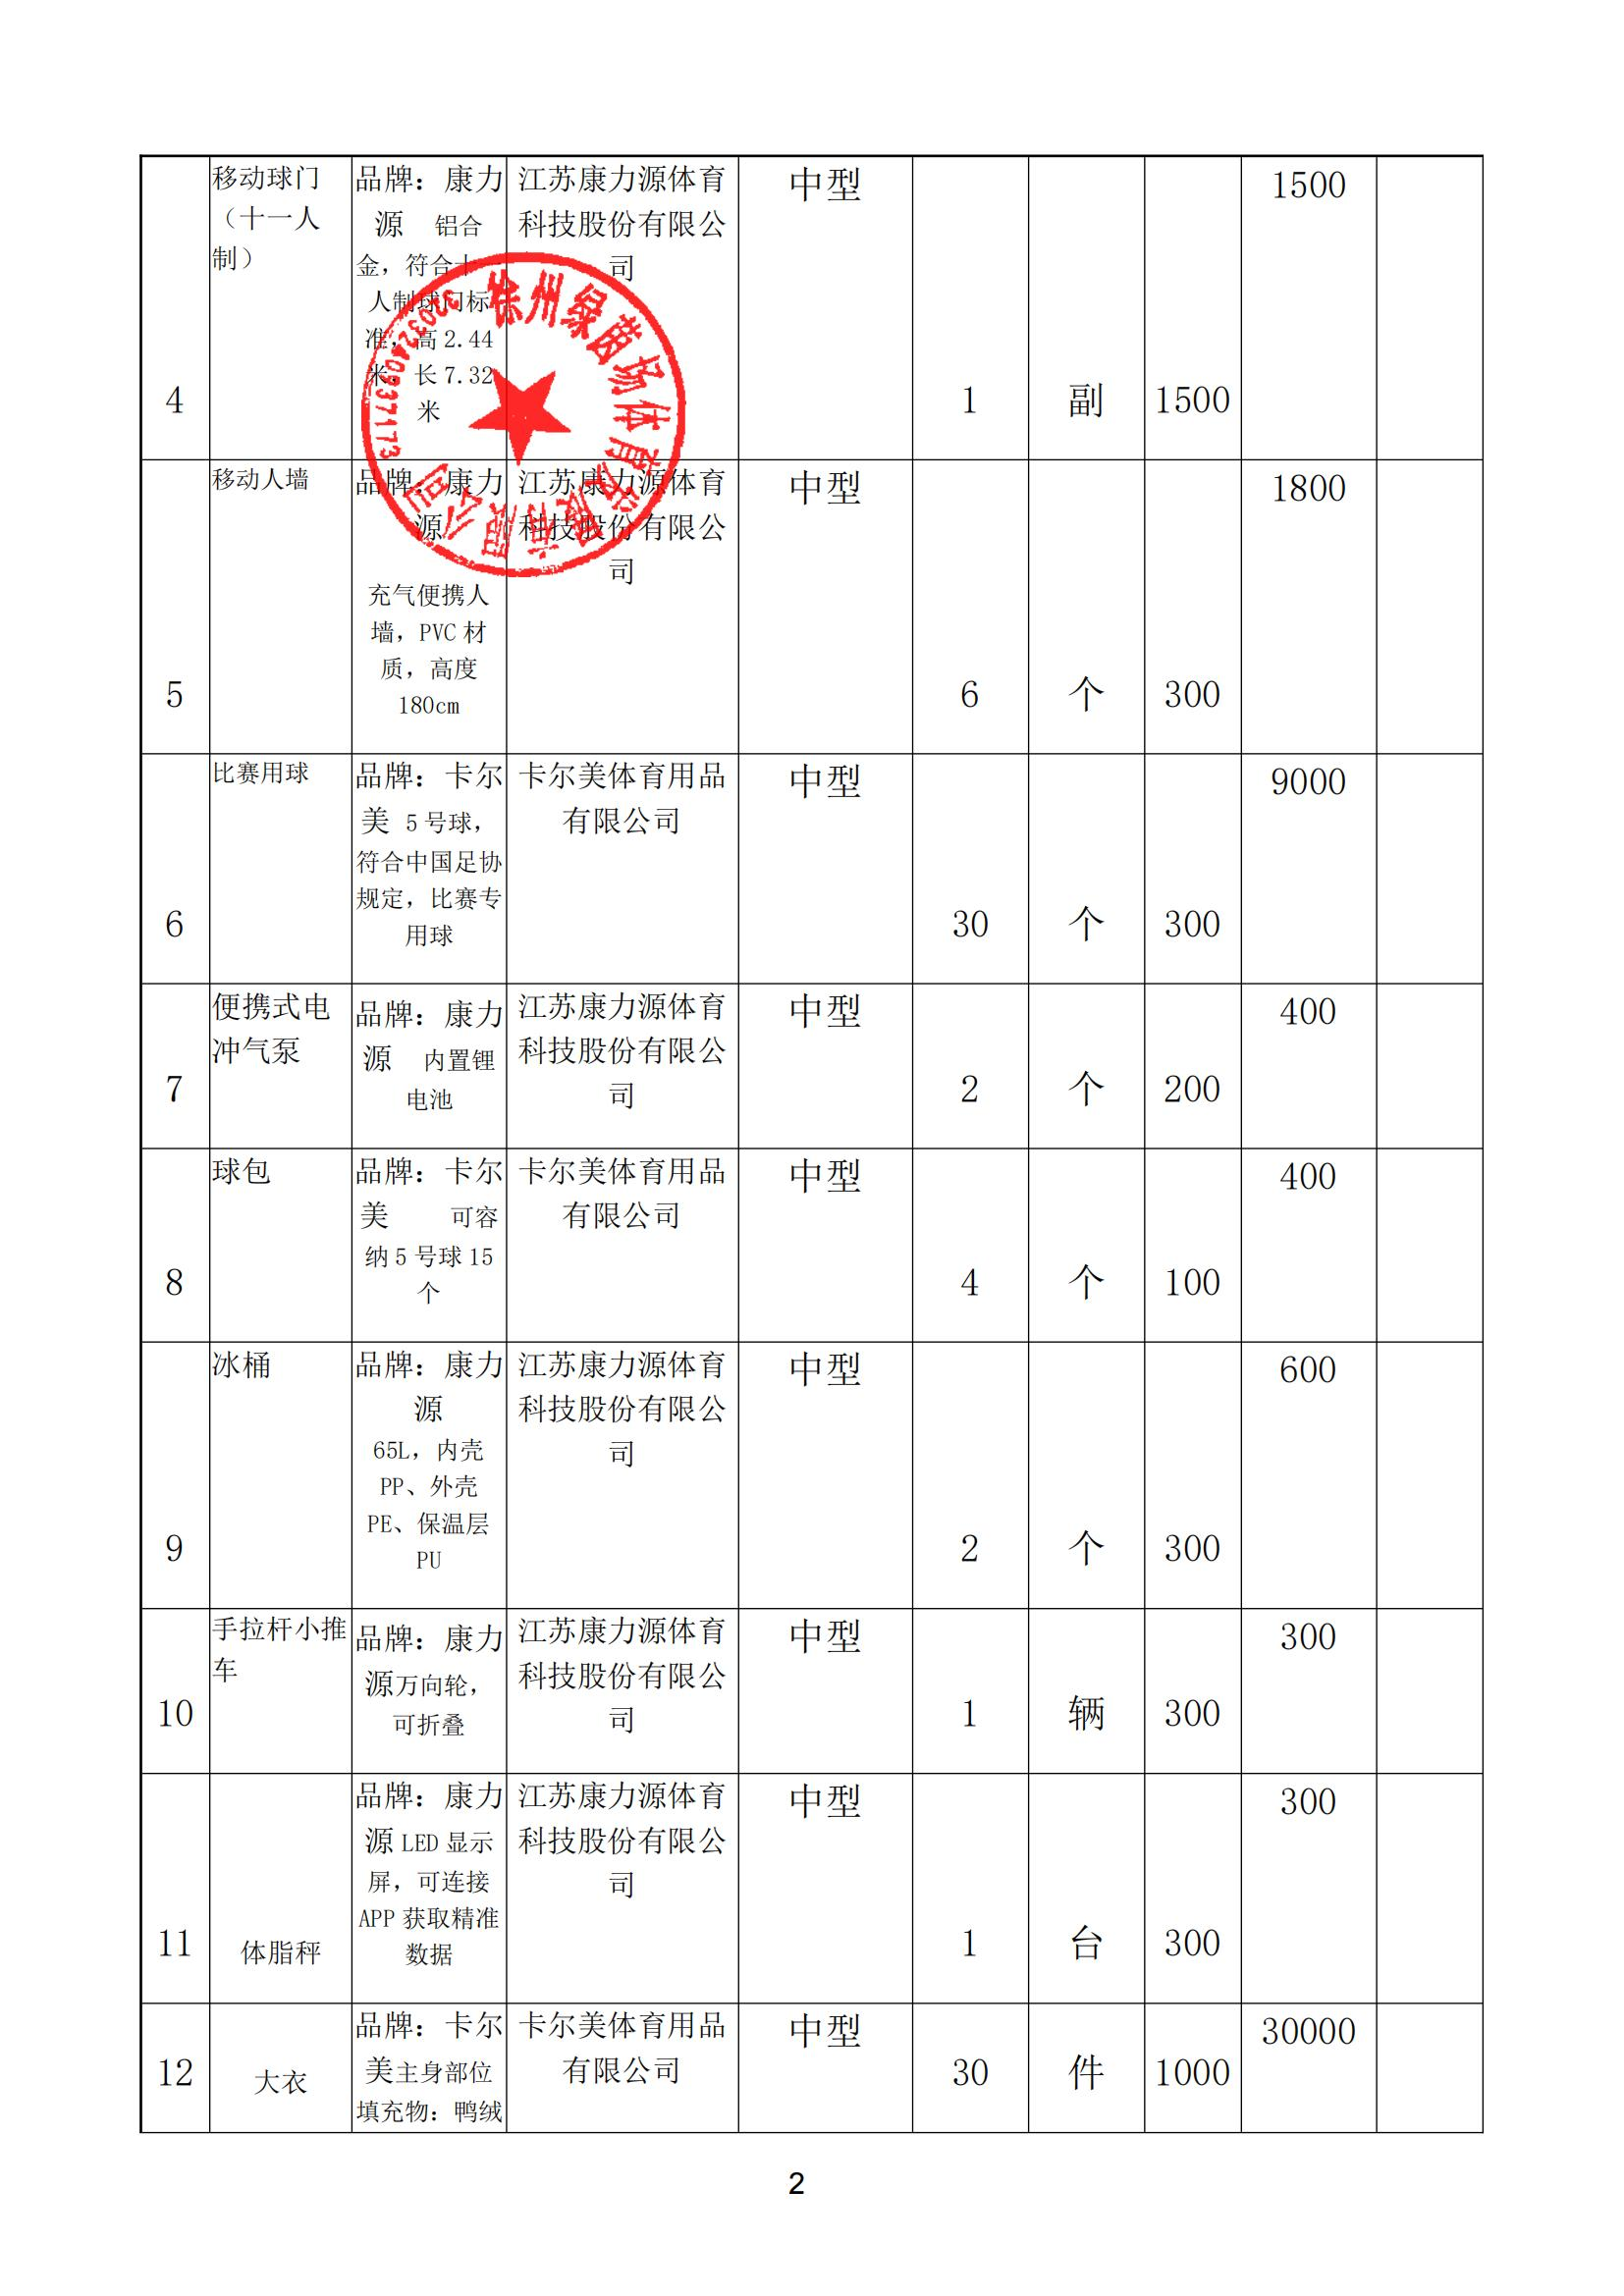 4
移动球门
（十一人
制）
品牌：康力
源 铝合
金，符合十一
人制球门标
准，高 2.44
米，长 7.32
米
江苏康力源体育
科技股份有限公
司
中型
1
副
1500
1500
徐州绿茵场体育发展有限公司
5
移动人墙
品牌：康力
源
充气便携人
墙，PVC 材
质，高度
180cm
江苏康力源体育
科技股份有限公
司
中型
6
个
300
1800
6
比赛用球
品牌：卡尔
美 5 号球，
符合中国足协
规定，比赛专
用球
卡尔美体育用品
有限公司
中型
30
个
300
9000
7
便携式电
冲气泵
品牌：康力
源 内置锂
电池
江苏康力源体育
科技股份有限公
司
中型
2
个
200
400
8
球包
品牌：卡尔
美 可容
纳 5 号球 15
个
卡尔美体育用品
有限公司
中型
4
个
100
400
9
冰桶
品牌：康力
源
65L，内壳
PP、外壳
PE、保温层
PU
江苏康力源体育
科技股份有限公
司
中型
2
个
300
600
10
手拉杆小推
车
品牌：康力
源万向轮，
可折叠
江苏康力源体育
科技股份有限公
司
中型
1
辆
300
300
11
体脂秤
品牌：康力
源 LED 显示
屏，可连接
APP 获取精准
数据
江苏康力源体育
科技股份有限公
司
中型
1
台
300
300
12
大衣
品牌：卡尔
美主身部位
填充物：鸭绒
卡尔美体育用品
有限公司
中型
30
件
1000
30000
2